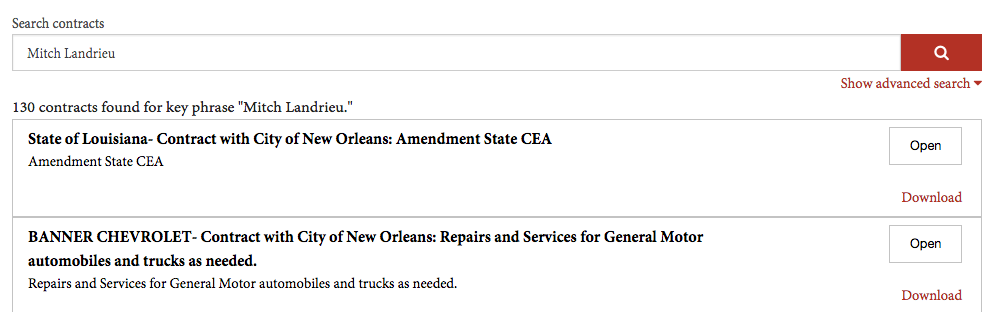 Search contracts
Mitch Landrieu
Show advanced search
130 contracts found for key phrase "Mitch Landrieu."
State of Louisiana- Contract with City of New Orleans: Amendment State CEA
Open
Amendment State CEA
Download
BANNER CHEVROLET- Contract with City of New Orleans: Repairs and Services for General Motor
automobiles and trucks as needed.
Open
Repairs and Services for General Motor automobiles and trucks as needed.
Download